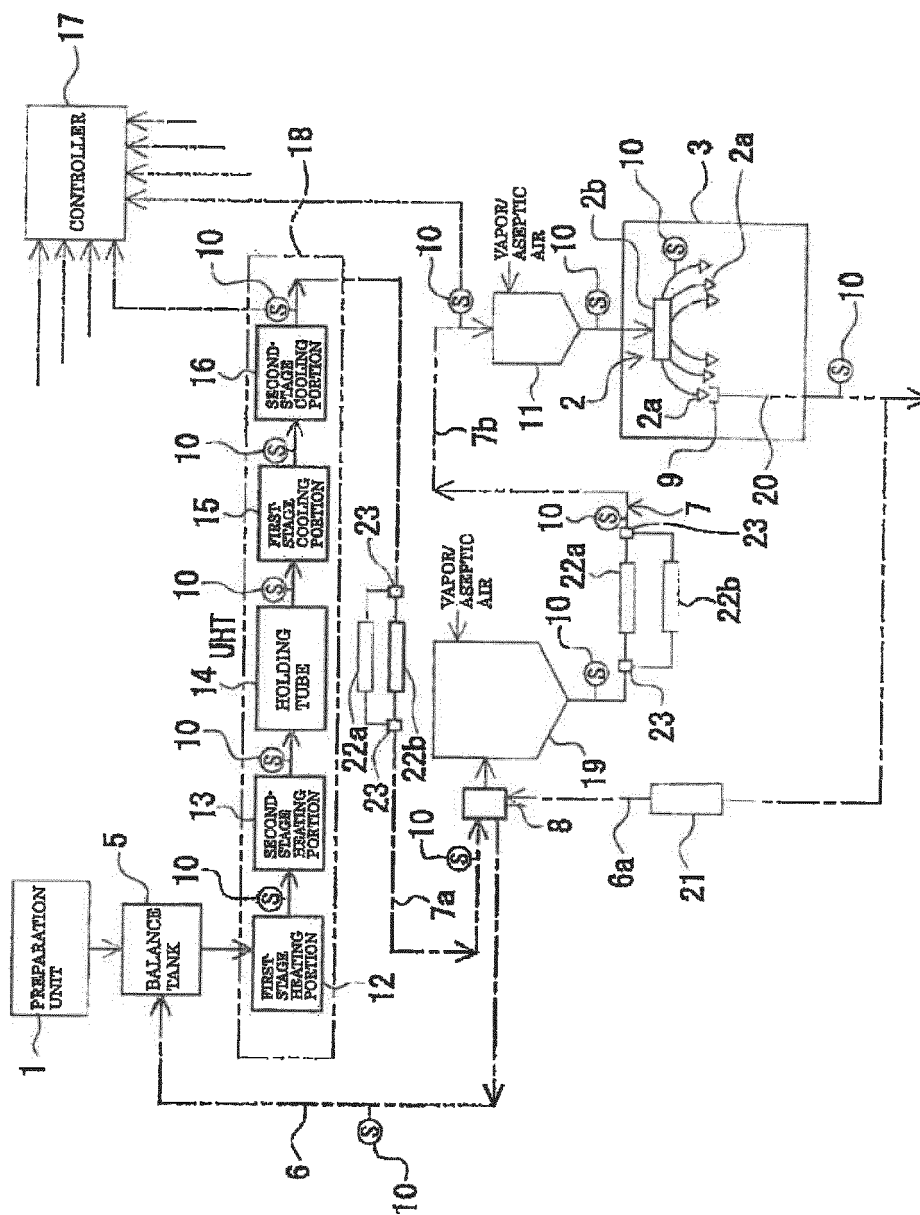 17
CONTROLLER
18
10
16
SECOND-
STAGE
COOLING
PORTION
10
15
FIRST-
STAGE
COOLING
PORTION
10
UHT
14
HOLDING
TUBE
10
13
SECOND-
STAGE
HEATING
PORTION
10
FIRST-
STAGE
HEATING
PORTION
12
5
BALANCE
TANK
PREPARATION
UNIT
1
6
10
S
S
S
S
S
S
23
22a
22b
23
7a
10
S
8
VAPOR/
ASEPTIC
AIR
19
10
S
23
22a
22b
23
10
S
7
7b
10
S
VAPOR/
ASEPTIC
AIR
11
10
S
2
2b
10
S
3
2a
2a
9
20
10
S
6a
21